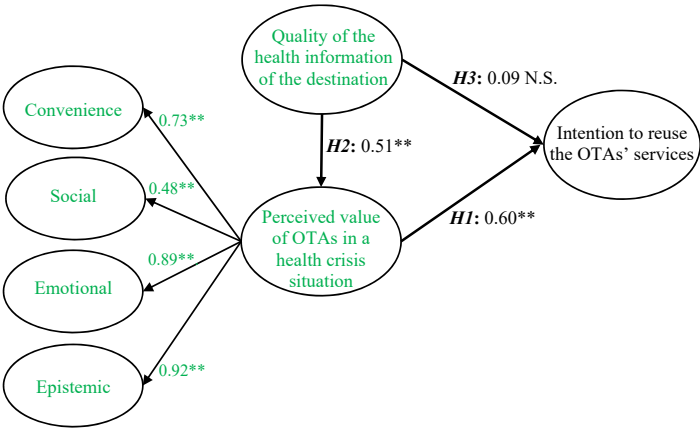 Quality of the
health information
of the destination
Convenience
0.73**
H3: 0.09 N.S.
Intention to reuse
the OTAs' services
H2: 0.51**
Social
0.48**
Perceived value
of OTAs in a
health crisis
situation
H1: 0.60**
0.89**
Emotional
0.92**
Epistemic